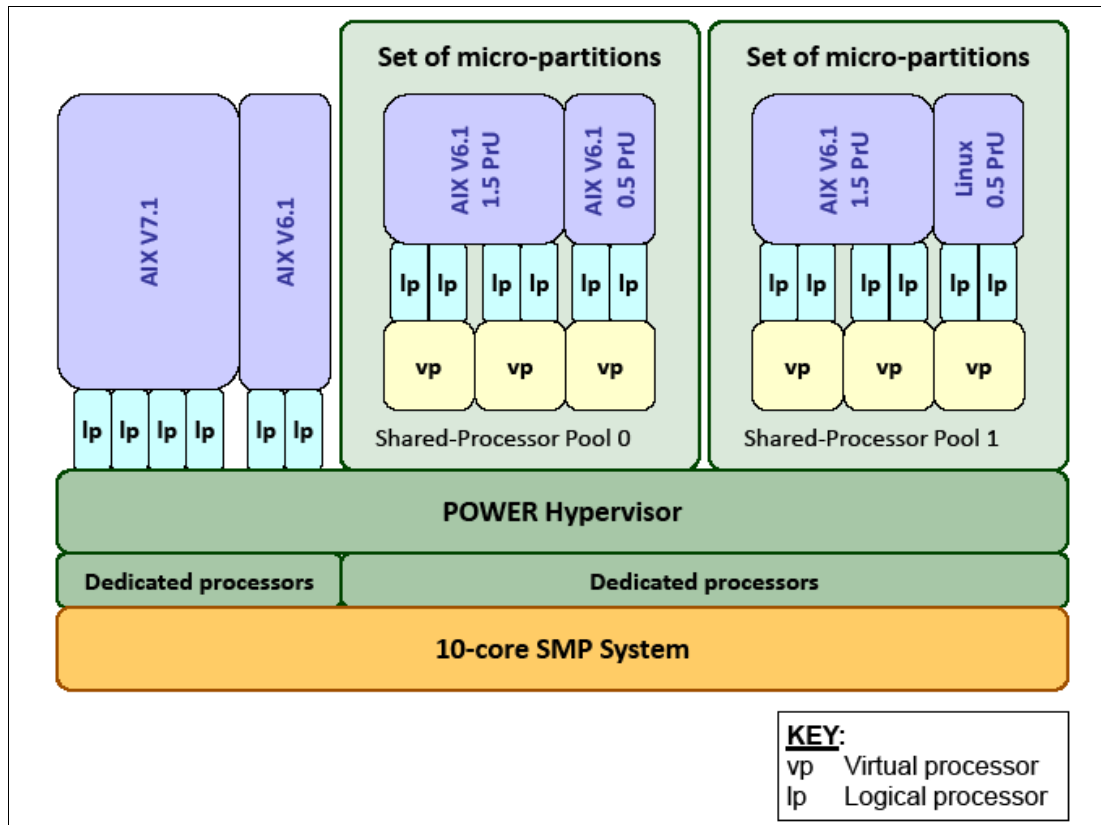 Set of micro-partitions
Set of micro-partitions
AIX V7.1
AIX V6.1
AIX V6.1
1.5 PrU
AIX V6.1
0.5 PrU
AIX V6.1
1.5 PrU
Linux
0.5 PrU
lp lp lp lp lp lp
lp lp lp lp lp lp
vp vp vp
vp vp vp
lp lp lp lp lp lp
Shared-Processor Pool 0
Shared-Processor Pool 1
POWER Hypervisor
Dedicated processors
Dedicated processors
10-core SMP System
KEY:
vp Virtual processor
lp Logical processor